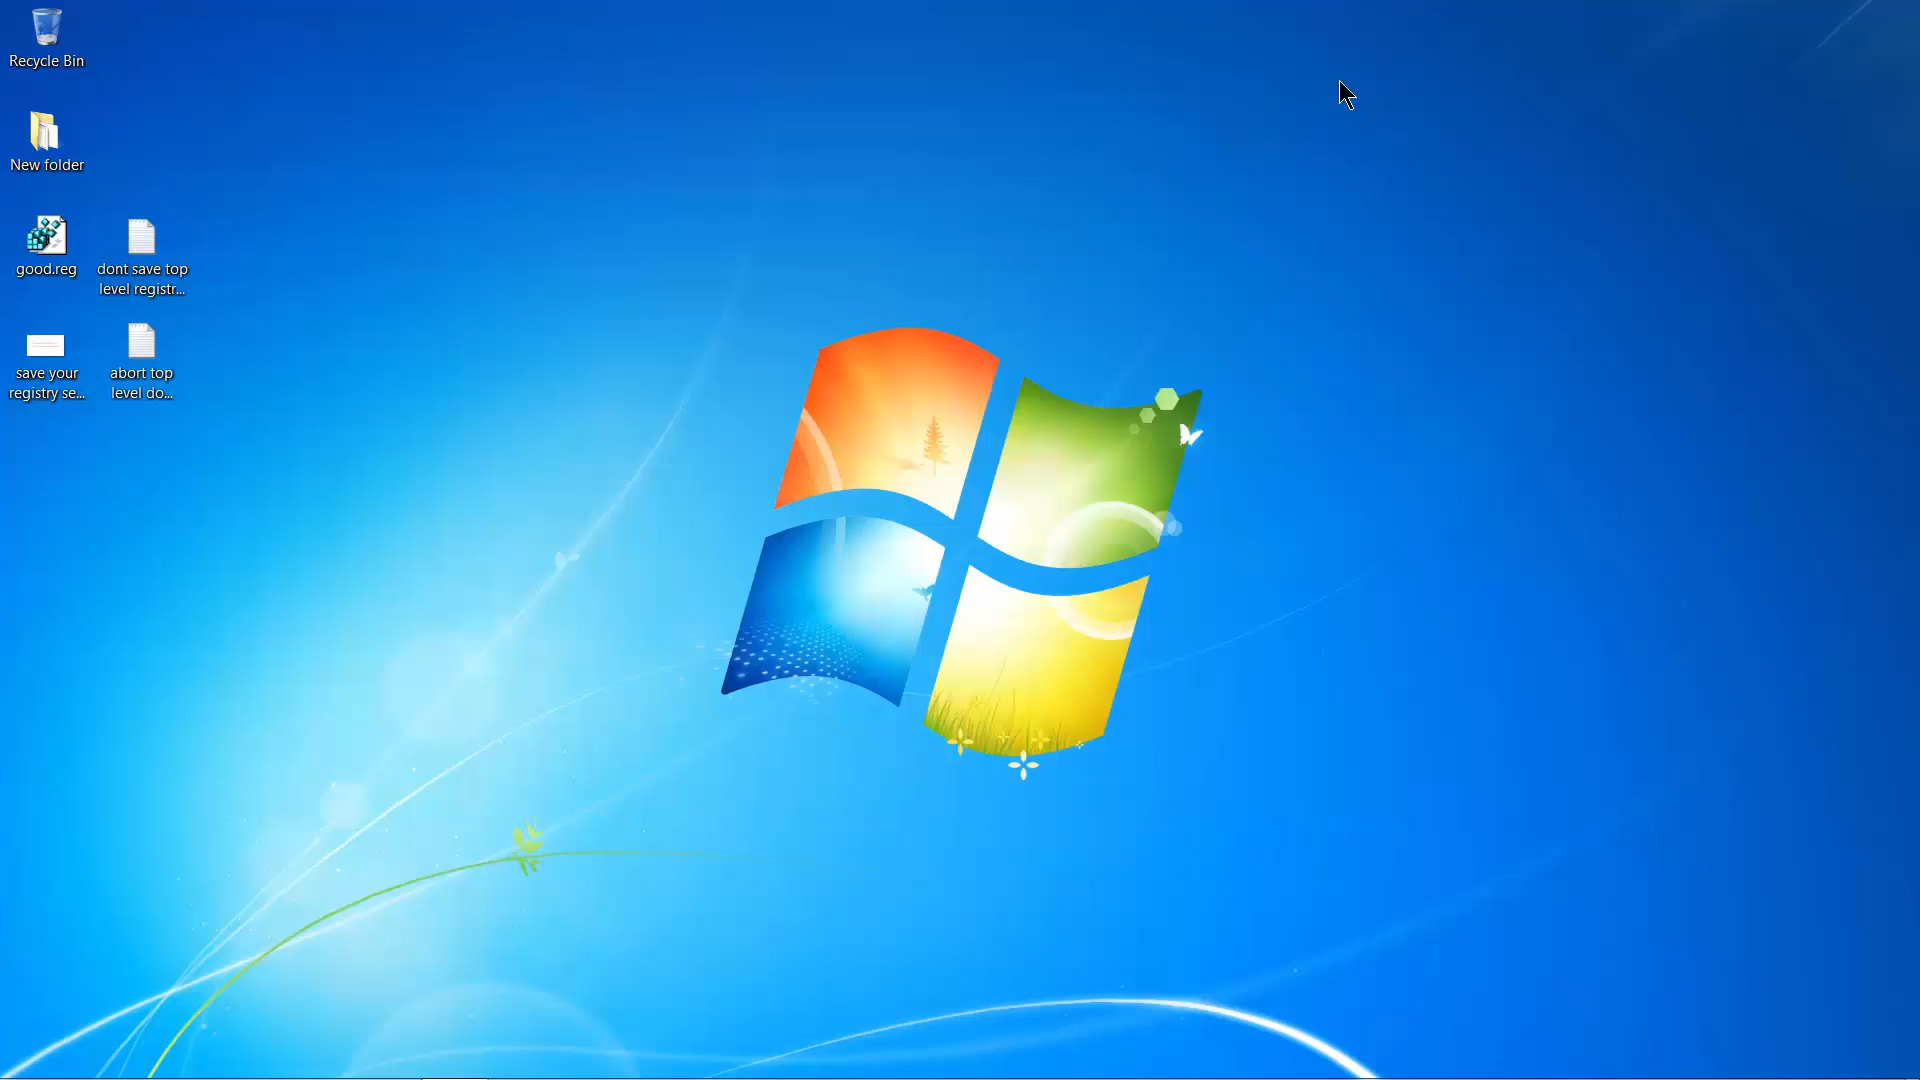 Recycle Bin
New folder
good.reg
dont save top
level registr...
save your
registry se...
abort top
level do...